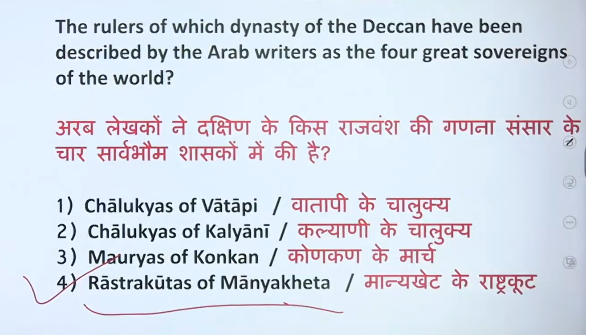 The rulers of which dynasty of the Deccan have been
described by the Arab writers as the four great sovereigns
of the world?
अरब लेखकों ने दक्षिण के किस राजवंश की गणना संसार के
चार सार्वभौम शासकों में की है?
1) Chālukyas of Vātāpi / वातापी के चालुक्य
2) Chālukyas of Kalyānī / कल्याणी के चालुक्य
3) Mauryas of Konkan / कोणकण के मार्च
4) Rāstrakūtas of Mānyakheta / मान्यखेट के राष्ट्रकूट